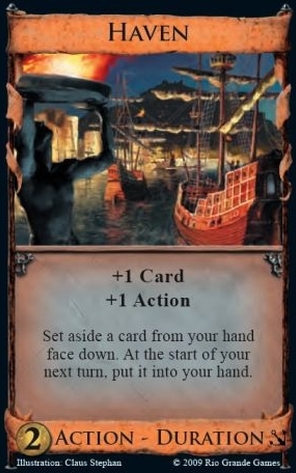 HAVEN
+1 Card
+1 Action
Set aside a card from your hand
face down. At the start of your
next turn, put it into your hand.
2 ACTION - DURATION
Illustration: Claus Stephan © 2009 Rio Grande Games